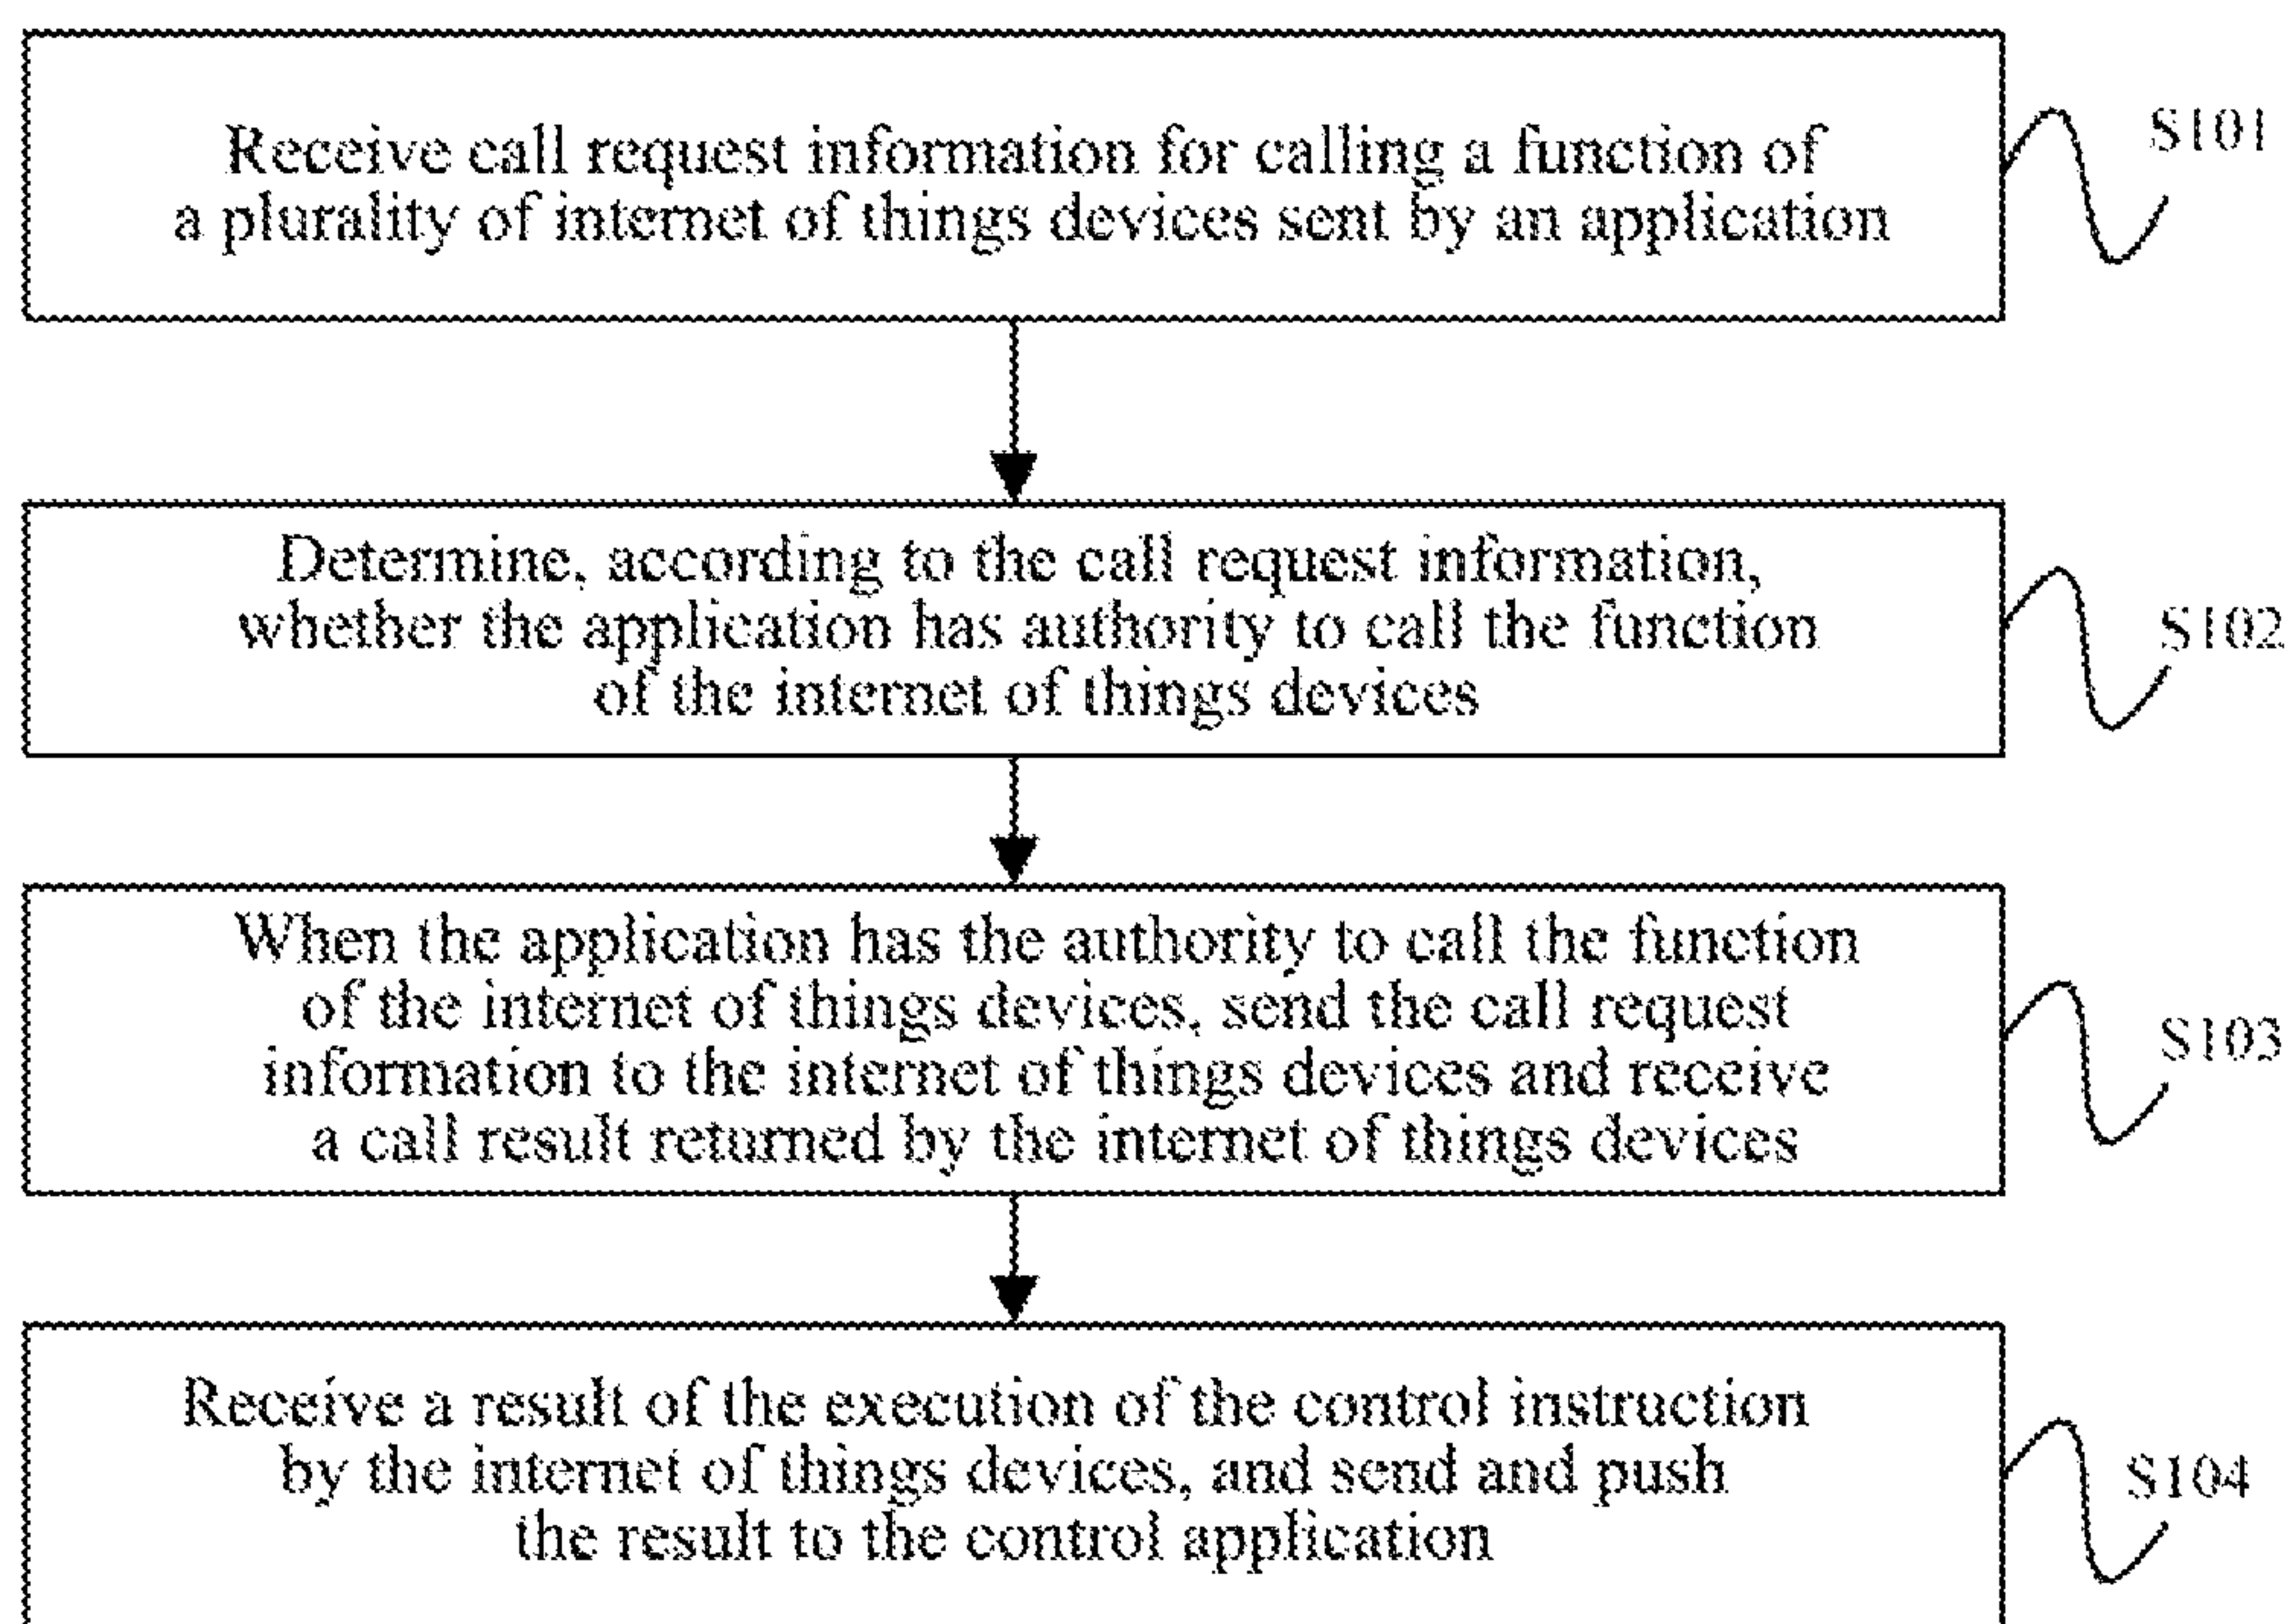 Receive call request information for calling a function of
a plurality of internet of things devices sent by an application
S101
Determine, according to the call request information,
whether the application has authority to call the function
of the internet of things devices
S102
When the application has the authority to call the function
of the internet of things devices, send the call request
information to the internet of things devices and receive
a call result returned by the internet of things devices
S103
Receive a result of the execution of the control instruction
by the internet of things devices, and send and push
the result to the control application
S104